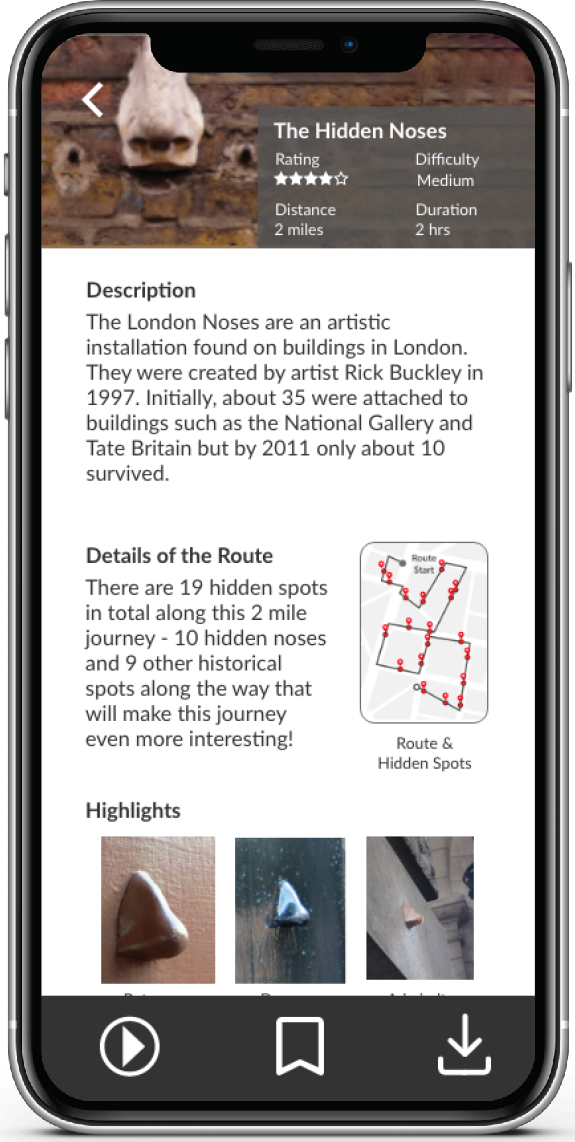 The Hidden Noses
Rating
Difficulty
Medium
Distance
Duration
2 miles
2 hrs
Description
The London Noses are an artistic
installation found on buildings in London.
They were created by artist Rick Buckley in
1997. Initially, about 35 were attached to
buildings such as the National Gallery and
Tate Britain but by 2011 only about 10
survived.
Details of the Route
There are 19 hidden spots
in total along this 2 mile
journey - 10 hidden noses
and 9 other historical
spots along the way that
will make this journey
even more interesting!
Route
Start
Route &
Hidden Spots
Highlights